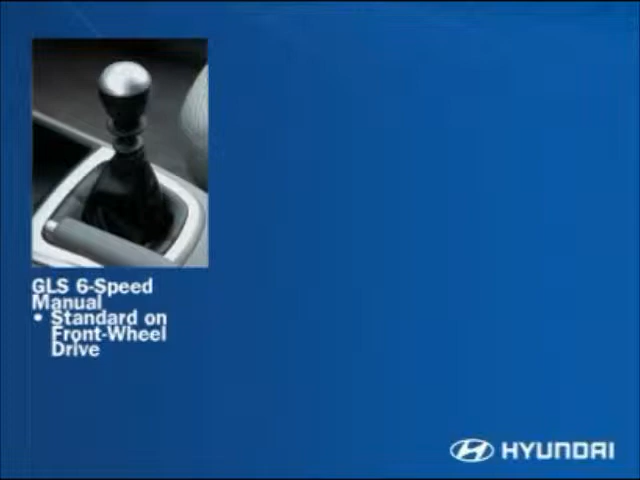 GLS 6-Speed
Manual
• Standard on
Front-Wheel
Drive
HYUNDAI